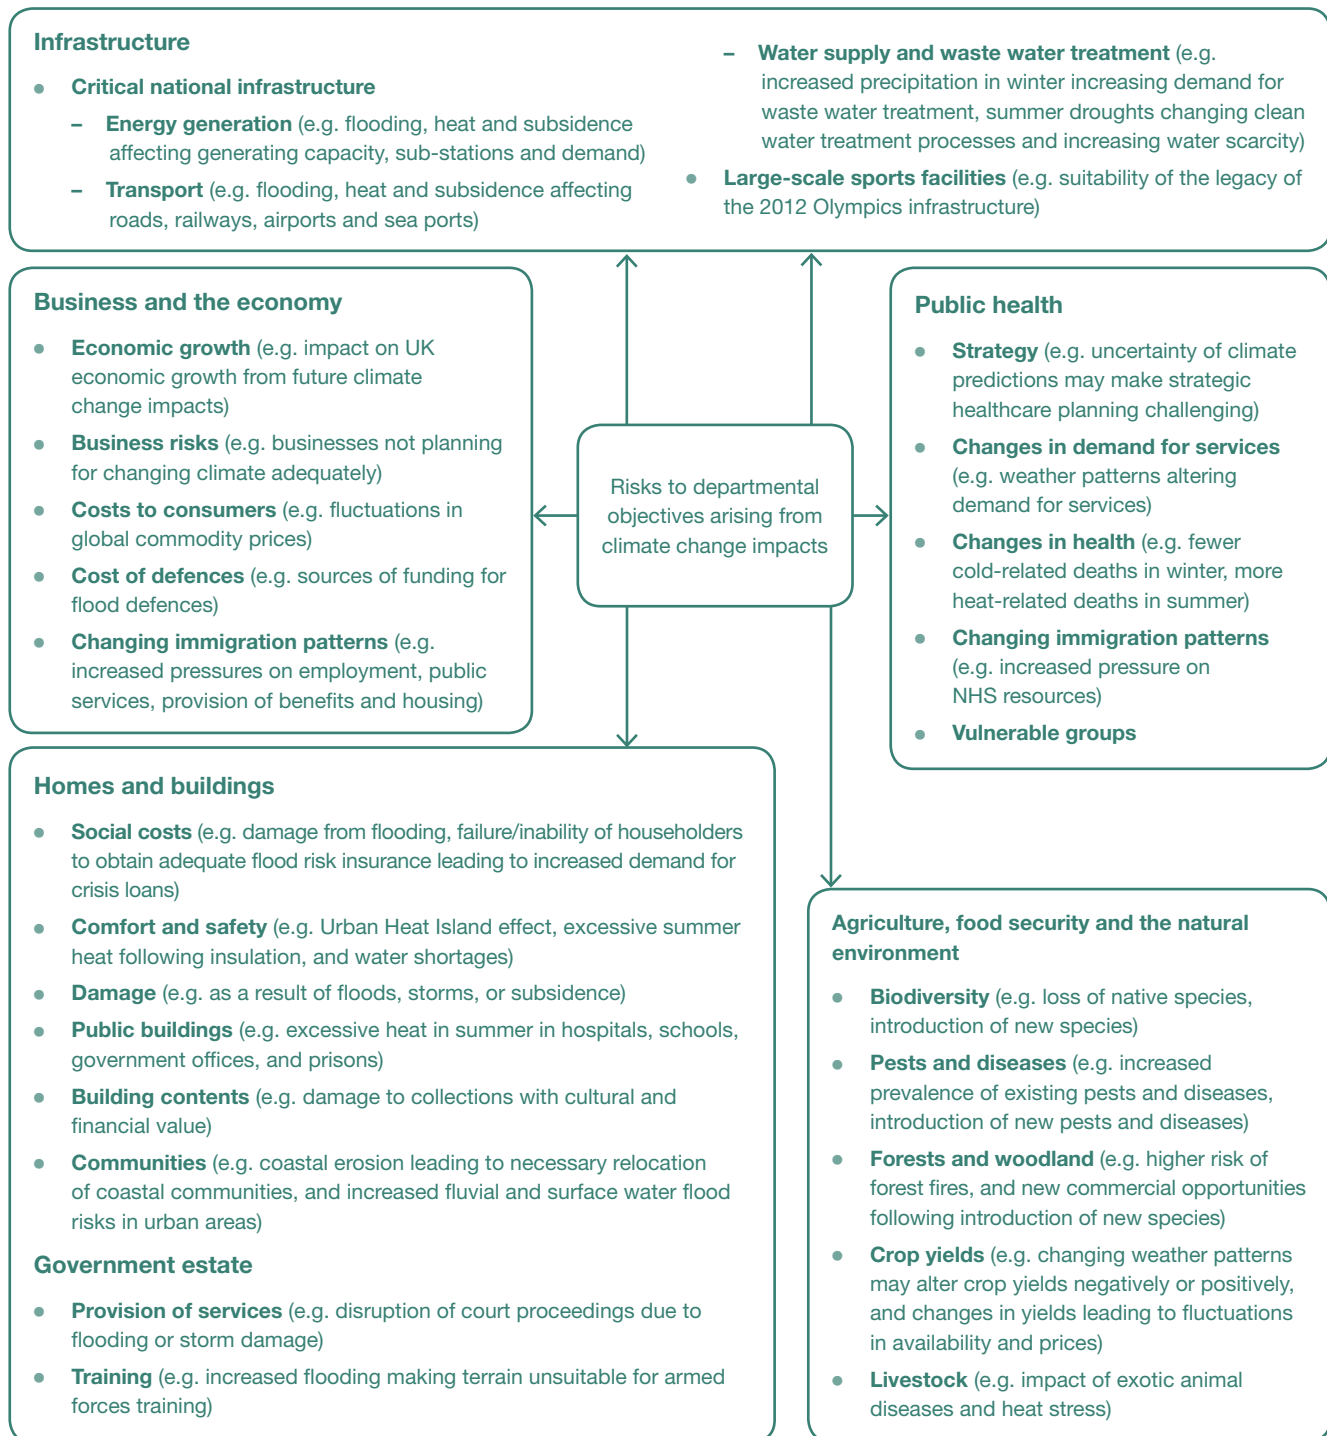 Infrastructure
● Critical national infrastructure
– Energy generation (e.g. flooding, heat and subsidence
affecting generating capacity, sub-stations and demand)
– Transport (e.g. flooding, heat and subsidence affecting
roads, railways, airports and sea ports)
– Water supply and waste water treatment (e.g.
increased precipitation in winter increasing demand for
waste water treatment, summer droughts changing clean
water treatment processes and increasing water scarcity)
● Large-scale sports facilities (e.g. suitability of the legacy of
the 2012 Olympics infrastructure)
Business and the economy
● Economic growth (e.g. impact on UK
economic growth from future climate
change impacts)
● Business risks (e.g. businesses not planning
for changing climate adequately)
● Costs to consumers (e.g. fluctuations in
global commodity prices)
● Cost of defences (e.g. sources of funding for
flood defences)
● Changing immigration patterns (e.g.
increased pressures on employment, public
services, provision of benefits and housing)
Risks to departmental
objectives arising from
climate change impacts
Public health
● Strategy (e.g. uncertainty of climate
predictions may make strategic
healthcare planning challenging)
● Changes in demand for services
(e.g. weather patterns altering
demand for services)
● Changes in health (e.g. fewer
cold-related deaths in winter, more
heat-related deaths in summer)
● Changing immigration patterns
(e.g. increased pressure on
NHS resources)
● Vulnerable groups
Homes and buildings
● Social costs (e.g. damage from flooding, failure/inability of householders
to obtain adequate flood risk insurance leading to increased demand for
crisis loans)
● Comfort and safety (e.g. Urban Heat Island effect, excessive summer
heat following insulation, and water shortages)
● Damage (e.g. as a result of floods, storms, or subsidence)
● Public buildings (e.g. excessive heat in summer in hospitals, schools,
government offices, and prisons)
● Building contents (e.g. damage to collections with cultural and
financial value)
● Communities (e.g. coastal erosion leading to necessary relocation
of coastal communities, and increased fluvial and surface water flood
risks in urban areas)
Government estate
● Provision of services (e.g. disruption of court proceedings due to
flooding or storm damage)
● Training (e.g. increased flooding making terrain unsuitable for armed
forces training)
Agriculture, food security and the natural
environment
● Biodiversity (e.g. loss of native species,
introduction of new species)
● Pests and diseases (e.g. increased
prevalence of existing pests and diseases,
introduction of new pests and diseases)
● Forests and woodland (e.g. higher risk of
forest fires, and new commercial opportunities
following introduction of new species)
● Crop yields (e.g. changing weather patterns
may alter crop yields negatively or positively,
and changes in yields leading to fluctuations
in availability and prices)
● Livestock (e.g. impact of exotic animal
diseases and heat stress)